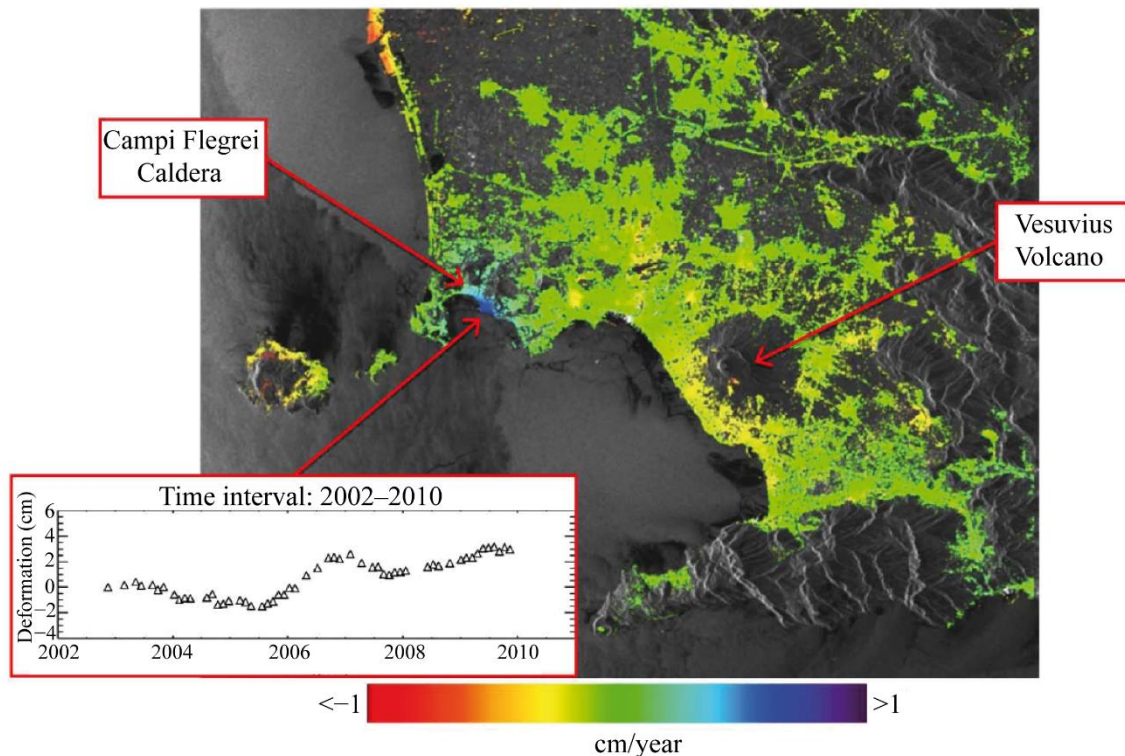 Campi Flegrei
Caldera
Vesuvius
Volcano
Time interval: 2002–2010
Deformation (cm)
6
4
2
0
−2
−4
2002 2004 2006 2008 2010
<−1 >1
cm/year